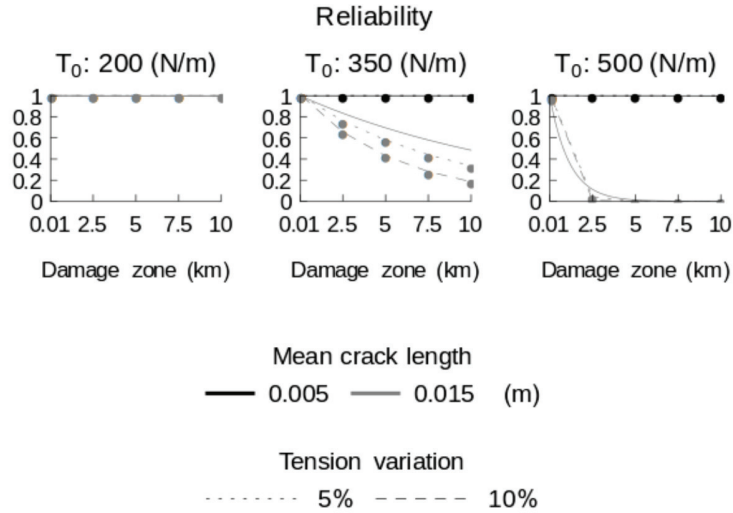 Reliability
T₀: 200 (N/m) T₀: 350 (N/m) T₀: 500 (N/m)
1 1 1
0.8 0.8 0.8
0.6 0.6 0.6
0.4 0.4 0.4
0.2 0.2 0.2
0 0 0
0.01 2.5 5 7.5 10 0.01 2.5 5 7.5 10 0.01 2.5 5 7.5 10
Damage zone (km) Damage zone (km) Damage zone (km)
Mean crack length
0.005 0.015 (m)
Tension variation
5% 10%